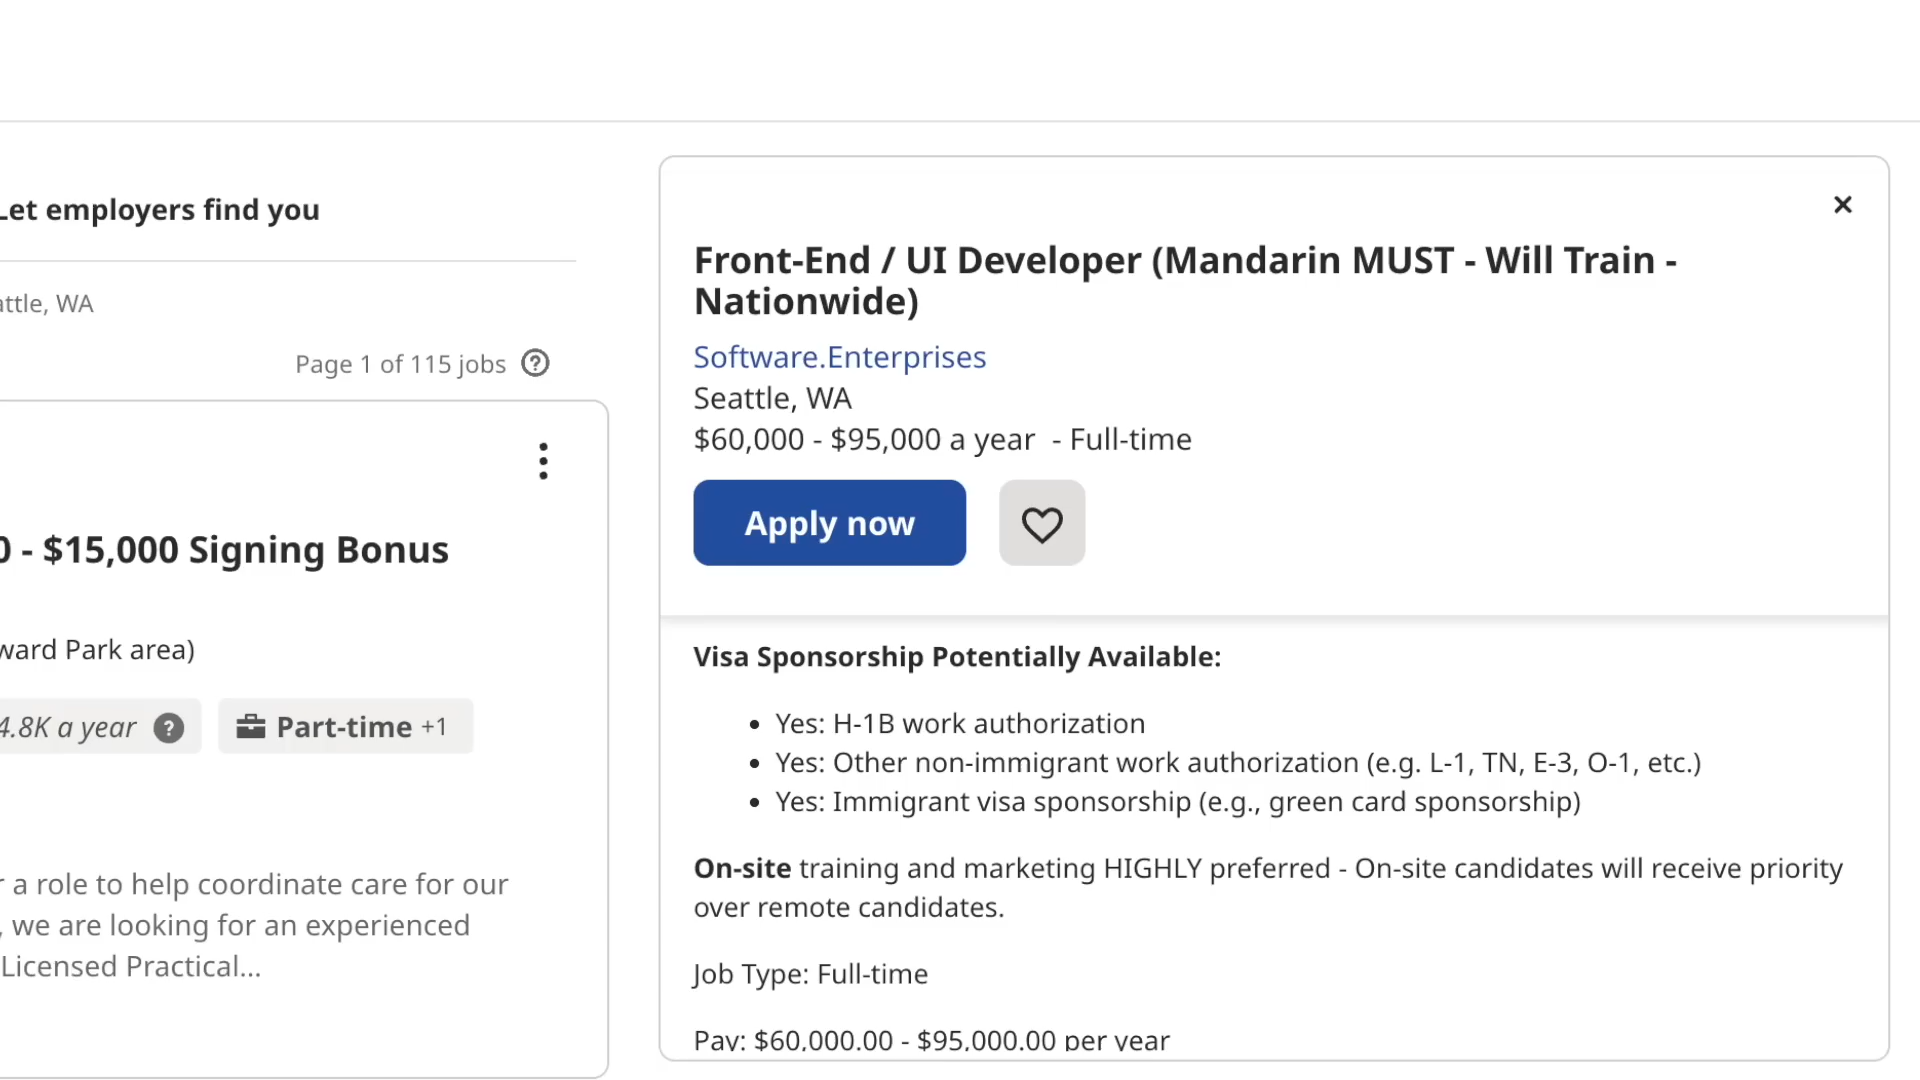 Let employers find you
attle, WA
Page 1 of 115 jobs
0 - $15,000 Signing Bonus
ward Park area)
4.8K a year
Part-time +1
r a role to help coordinate care for our
, we are looking for an experienced
Licensed Practical...
Front-End / UI Developer (Mandarin MUST - Will Train -
Nationwide)
Software.Enterprises
Seattle, WA
$60,000 - $95,000 a year - Full-time
Apply now
Visa Sponsorship Potentially Available:
• Yes: H-1B work authorization
• Yes: Other non-immigrant work authorization (e.g. L-1, TN, E-3, O-1, etc.)
• Yes: Immigrant visa sponsorship (e.g., green card sponsorship)
On-site training and marketing HIGHLY preferred - On-site candidates will receive priority
over remote candidates.
Job Type: Full-time
Pay: $60,000.00 - $95,000.00 per year